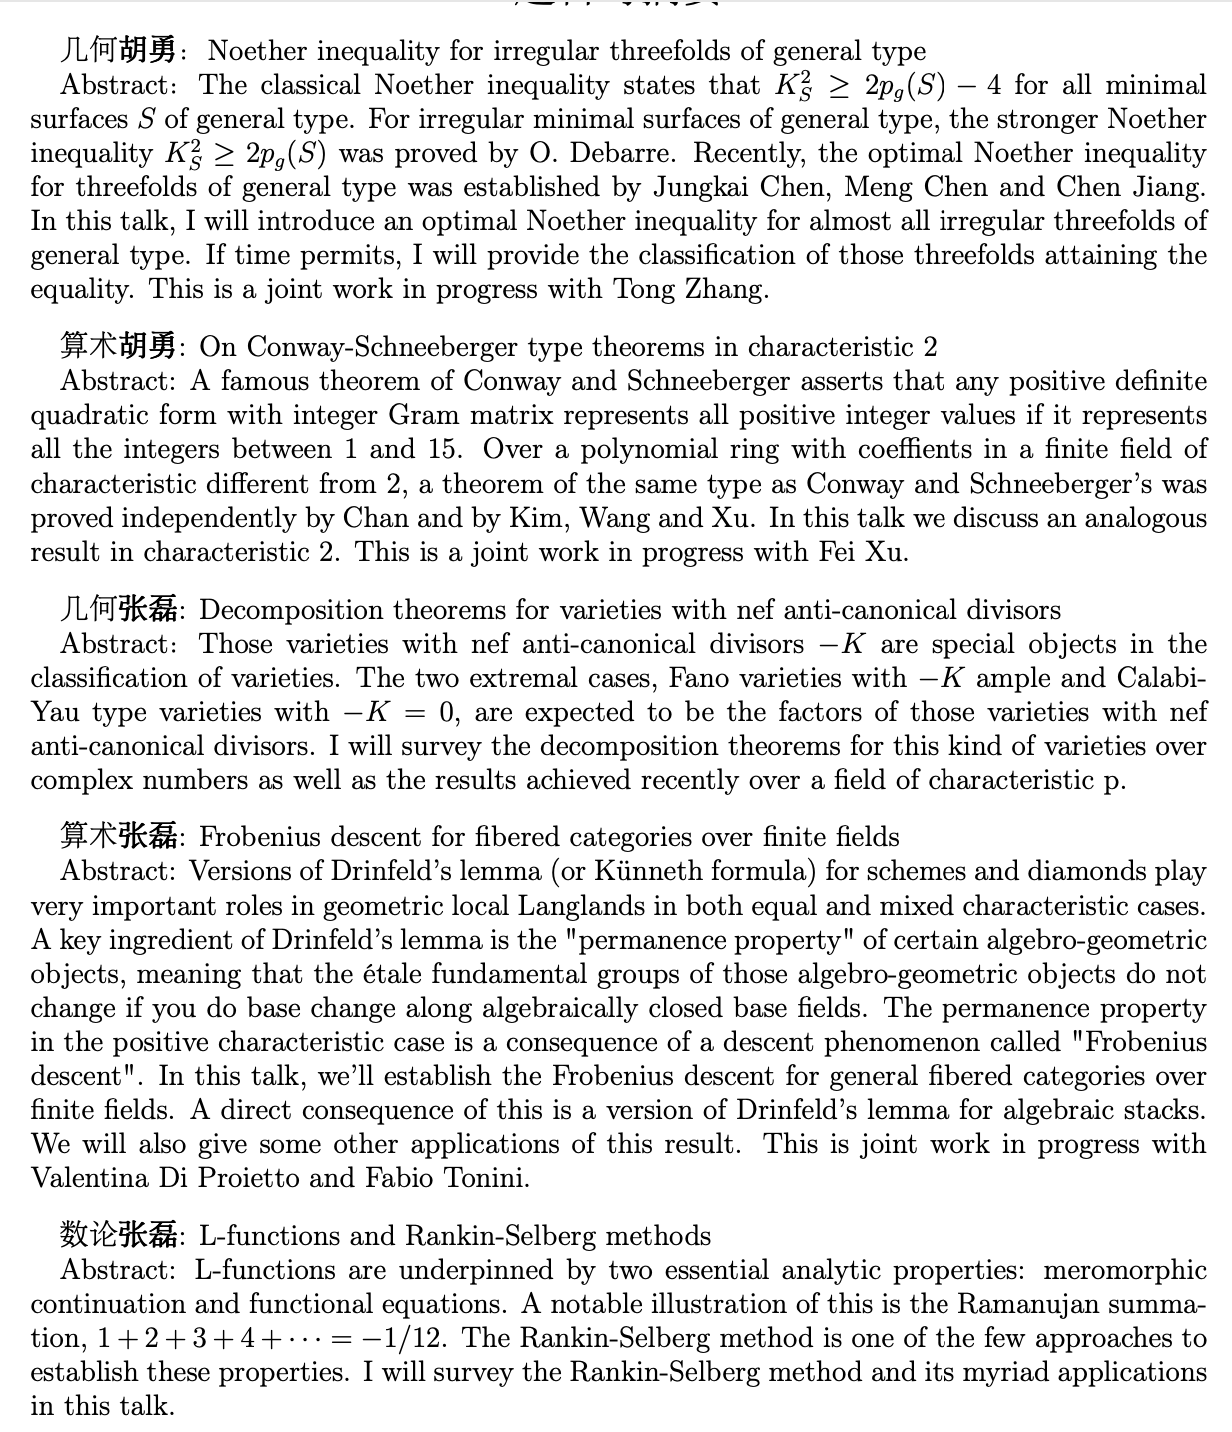 几何胡勇：Noether inequality for irregular threefolds of general type
Abstract: The classical Noether inequality states that $K_S^2 \geq 2p_g(S) - 4$ for all minimal
surfaces $S$ of general type. For irregular minimal surfaces of general type, the stronger Noether
inequality $K_S^2 \geq 2p_g(S)$ was proved by O. Debarre. Recently, the optimal Noether inequality
for threefolds of general type was established by Jungkai Chen, Meng Chen and Chen Jiang.
In this talk, I will introduce an optimal Noether inequality for almost all irregular threefolds of
general type. If time permits, I will provide the classification of those threefolds attaining the
equality. This is a joint work in progress with Tong Zhang.
算术胡勇: On Conway-Schneeberger type theorems in characteristic 2
Abstract: A famous theorem of Conway and Schneeberger asserts that any positive definite
quadratic form with integer Gram matrix represents all positive integer values if it represents
all the integers between 1 and 15. Over a polynomial ring with coeffients in a finite field of
characteristic different from 2, a theorem of the same type as Conway and Schneeberger's was
proved independently by Chan and by Kim, Wang and Xu. In this talk we discuss an analogous
result in characteristic 2. This is a joint work in progress with Fei Xu.
几何张磊: Decomposition theorems for varieties with nef anti-canonical divisors
Abstract: Those varieties with nef anti-canonical divisors $-K$ are special objects in the
classification of varieties. The two extremal cases, Fano varieties with $-K$ ample and Calabi-
Yau type varieties with $-K = 0$, are expected to be the factors of those varieties with nef
anti-canonical divisors. I will survey the decomposition theorems for this kind of varieties over
complex numbers as well as the results achieved recently over a field of characteristic p.
算术张磊: Frobenius descent for fibered categories over finite fields
Abstract: Versions of Drinfeld's lemma (or Künneth formula) for schemes and diamonds play
very important roles in geometric local Langlands in both equal and mixed characteristic cases.
A key ingredient of Drinfeld's lemma is the "permanence property" of certain algebro-geometric
objects, meaning that the étale fundamental groups of those algebro-geometric objects do not
change if you do base change along algebraically closed base fields. The permanence property
in the positive characteristic case is a consequence of a descent phenomenon called "Frobenius
descent". In this talk, we'll establish the Frobenius descent for general fibered categories over
finite fields. A direct consequence of this is a version of Drinfeld's lemma for algebraic stacks.
We will also give some other applications of this result. This is joint work in progress with
Valentina Di Proietto and Fabio Tonini.
数论张磊: L-functions and Rankin-Selberg methods
Abstract: L-functions are underpinned by two essential analytic properties: meromorphic
continuation and functional equations. A notable illustration of this is the Ramanujan summa-
tion, $1+2+3+4+\cdots = -1/12$. The Rankin-Selberg method is one of the few approaches to
establish these properties. I will survey the Rankin-Selberg method and its myriad applications
in this talk.